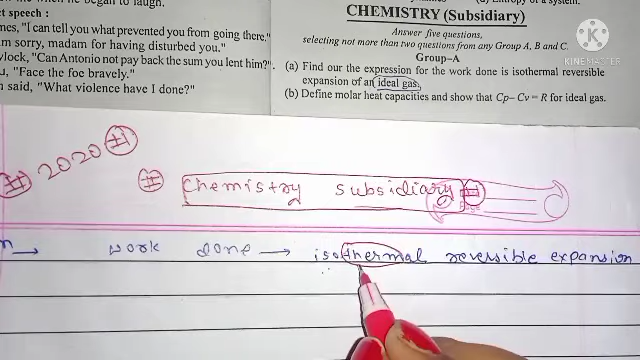 t speech :
nes, "I can tell you what prevented you from going there."
m sorry, madam for having disturbed you."
vlock, "Can Antonio not pay back the sum you lent him?".
u, "Face the foe bravely."
n said, "What violence have I done?"
CHEMISTRY (Subsidiary)
Answer five questions,
selecting not more than two questions from any Group A, B and C.
Group-A
(a) Find our the expression for the work done is isothermal reversible
expansion of an ideal gas.
(b) Define molar heat capacities and show that Cp– Cv = R for ideal gas.
KINEMASTER
# 2020 #
# Chemistry subsidiary #
n → work done → isothermal reversible expansion